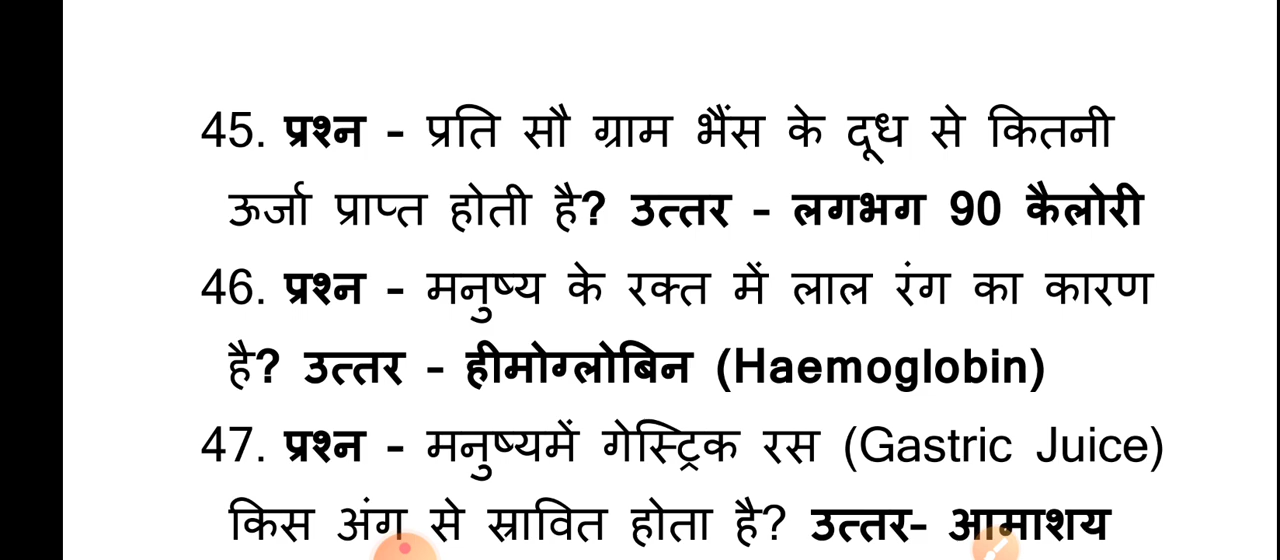 45. प्रश्न - प्रति सौ ग्राम भैंस के दूध से कितनी
ऊर्जा प्राप्त होती है? उत्तर - लगभग 90 कैलोरी
46. प्रश्न - मनुष्य के रक्त में लाल रंग का कारण
है? उत्तर - हीमोग्लोबिन (Haemoglobin)
47. प्रश्न - मनुष्यमें गेस्ट्रिक रस (Gastric Juice)
किस अंग से स्रावित होता है? उत्तर- आमाशय